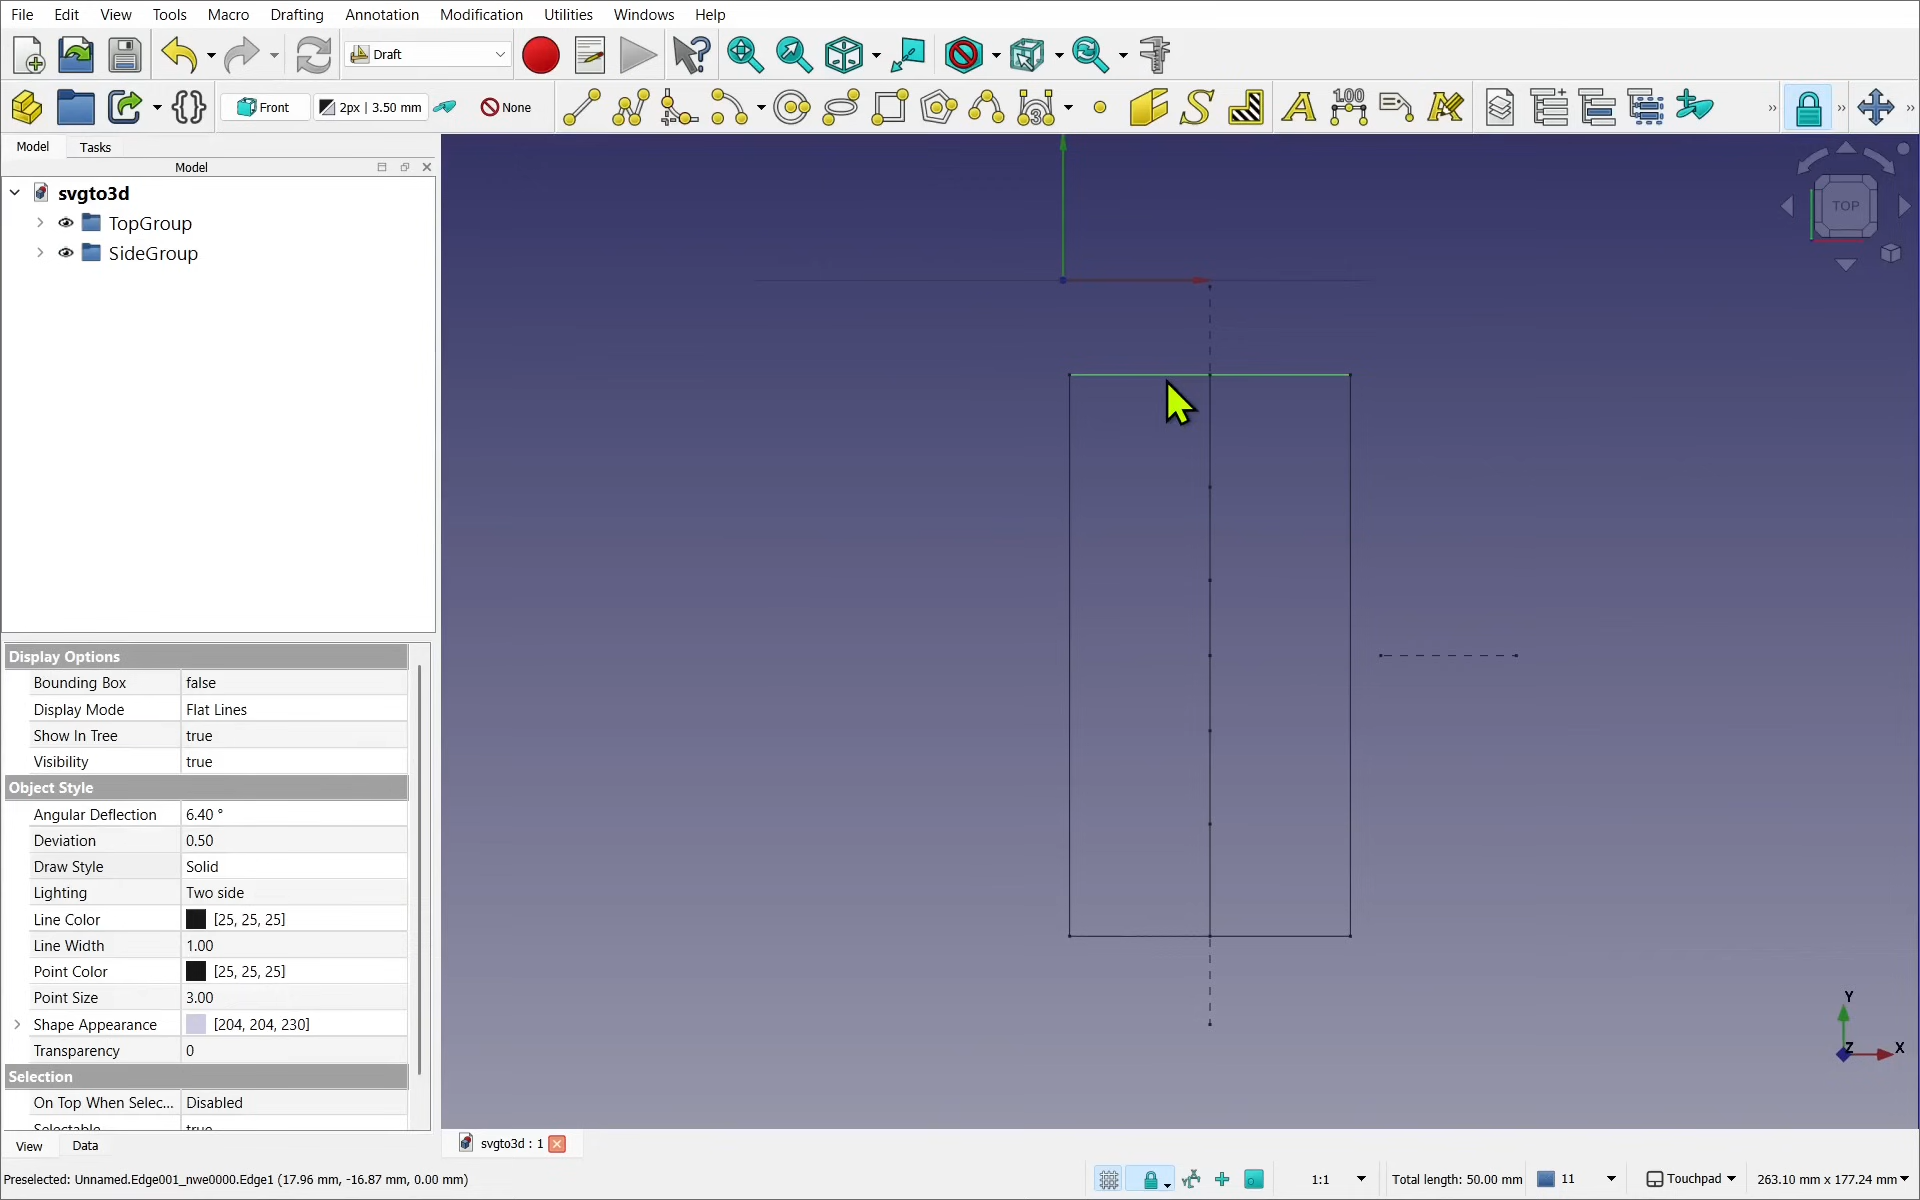 File Edit View Tools Macro Drafting Annotation Modification Utilities Windows Help
Draft
Front 2px | 3.50 mm None 3 1.00
Model Tasks
Model
svgto3d
TopGroup
SideGroup
TOP
Display Options
Bounding Box false
Display Mode Flat Lines
Show In Tree true
Visibility true
Object Style
Angular Deflection 6.40 °
Deviation 0.50
Draw Style Solid
Lighting Two side
Line Color [25, 25, 25]
Line Width 1.00
Point Color [25, 25, 25]
Point Size 3.00
Shape Appearance [204, 204, 230]
Transparency 0
Selection
On Top When Selec... Disabled
Selectable true
Y
Z X
View Data
svgto3d : 1
Preselected: Unnamed.Edge001_nwe0000.Edge1 (17.96 mm, -16.87 mm, 0.00 mm) 1:1 Total length: 50.00 mm 11 Touchpad 263.10 mm x 177.24 mm